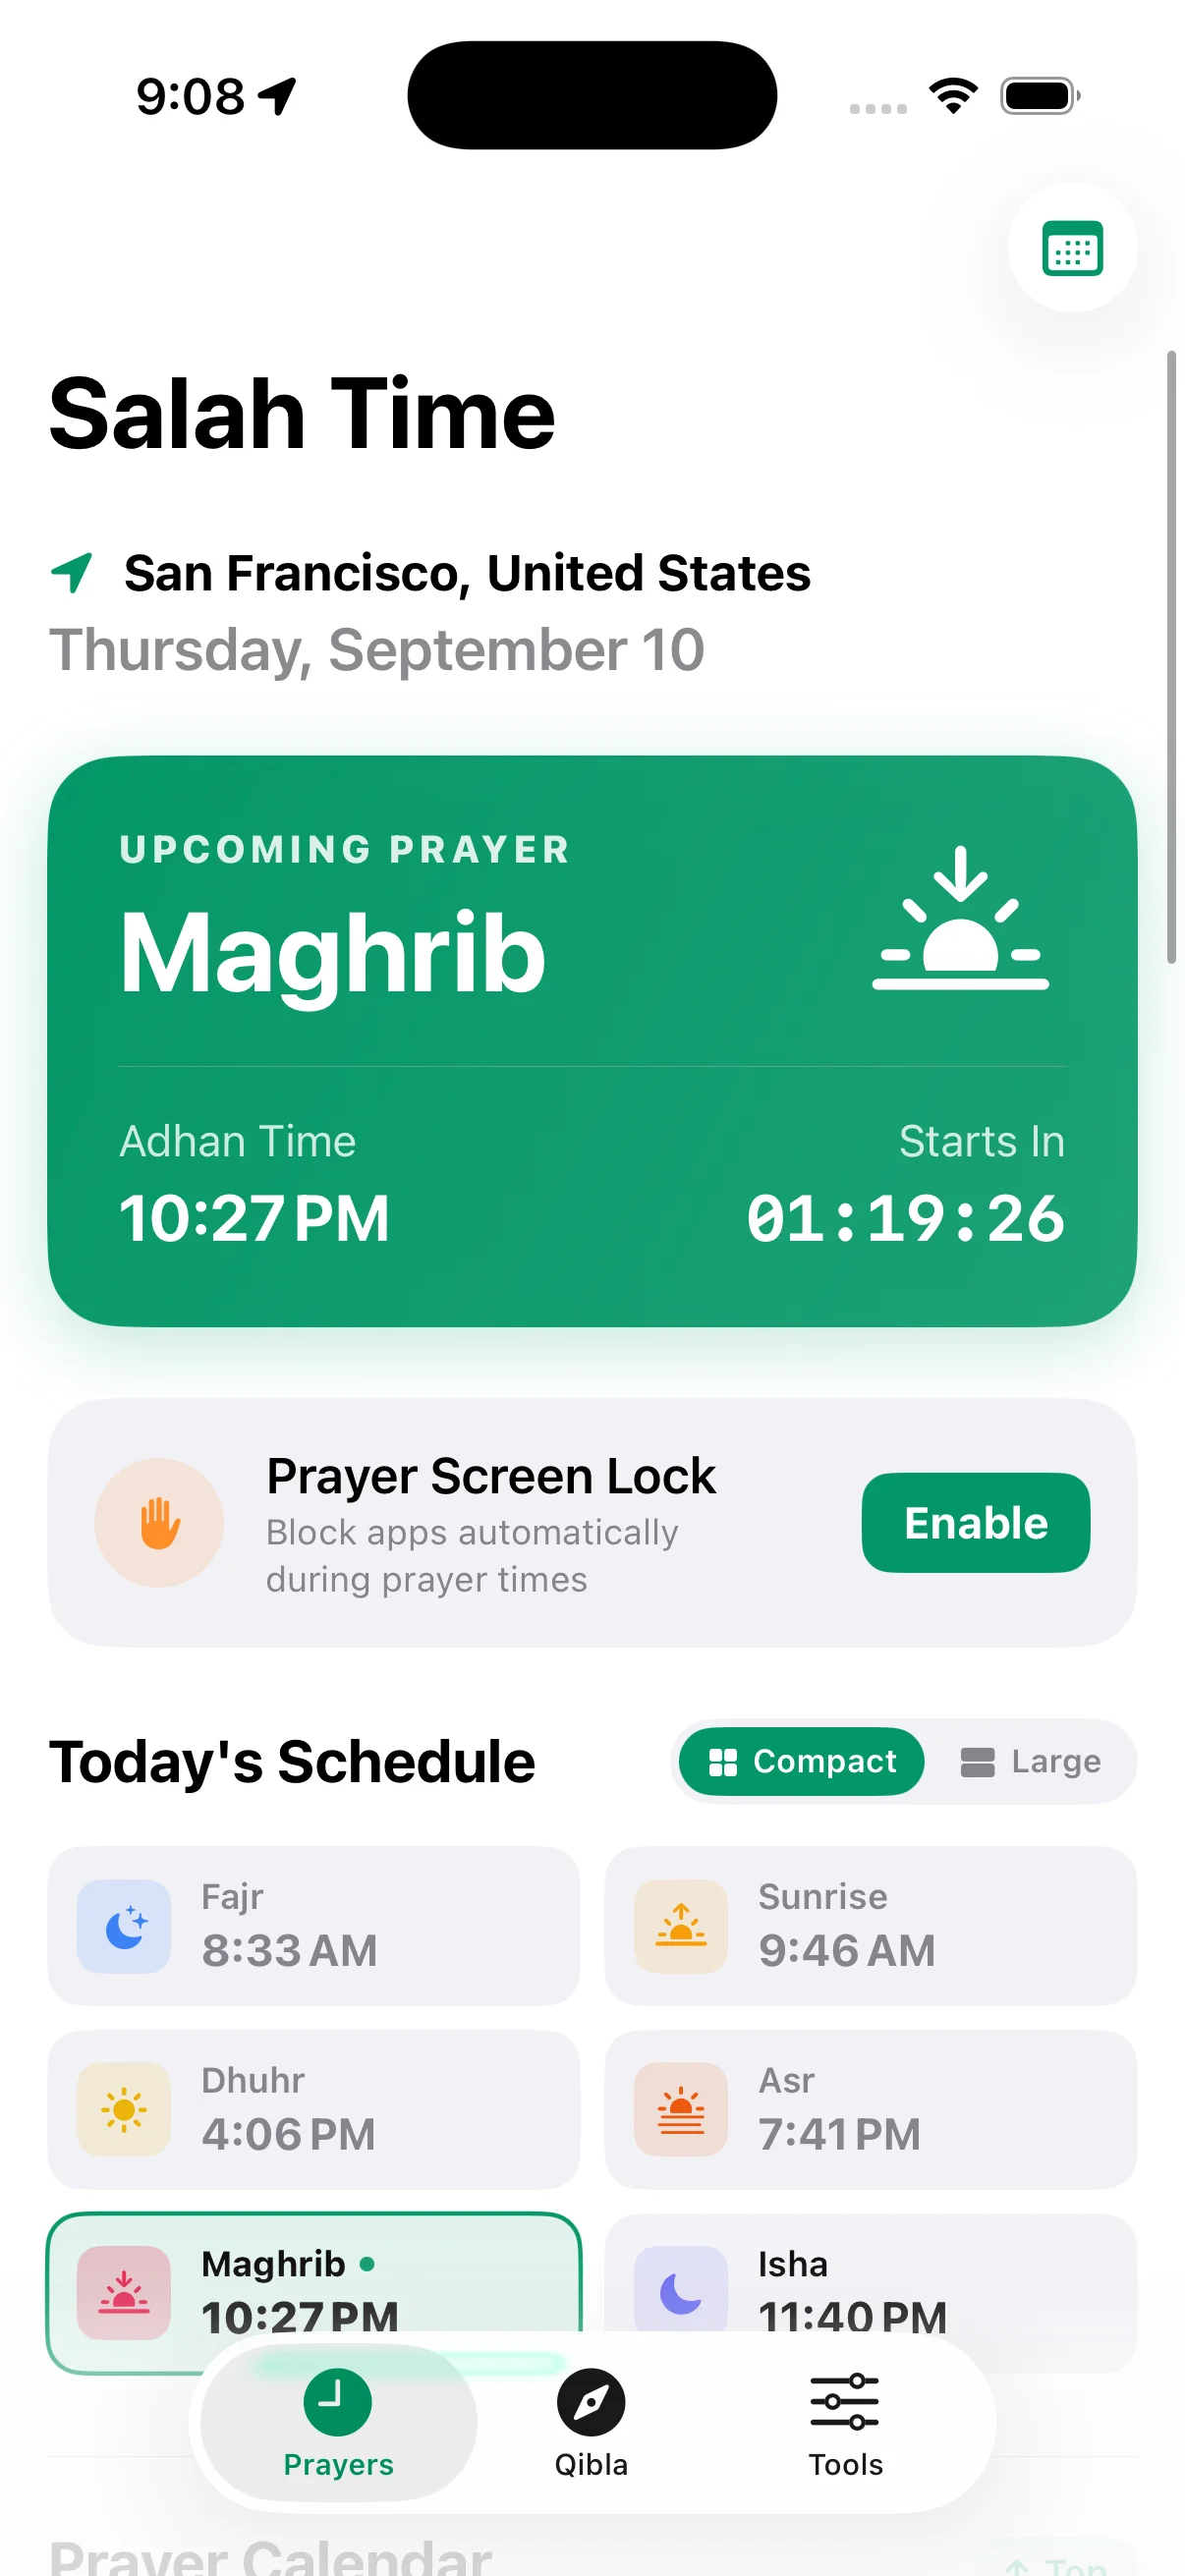 9:08
Salah Time
San Francisco, United States
Thursday, September 10
UPCOMING PRAYER
Maghrib
Adhan Time
Starts In
10:27 PM
01:19:26
Prayer Screen Lock
Block apps automatically
during prayer times
Enable
Today's Schedule
Compact
Large
Fajr
8:33 AM
Sunrise
9:46 AM
Dhuhr
4:06 PM
Asr
7:41 PM
Maghrib
10:27 PM
Isha
11:40 PM
Prayers
Qibla
Tools
Prayer Calendar
Top